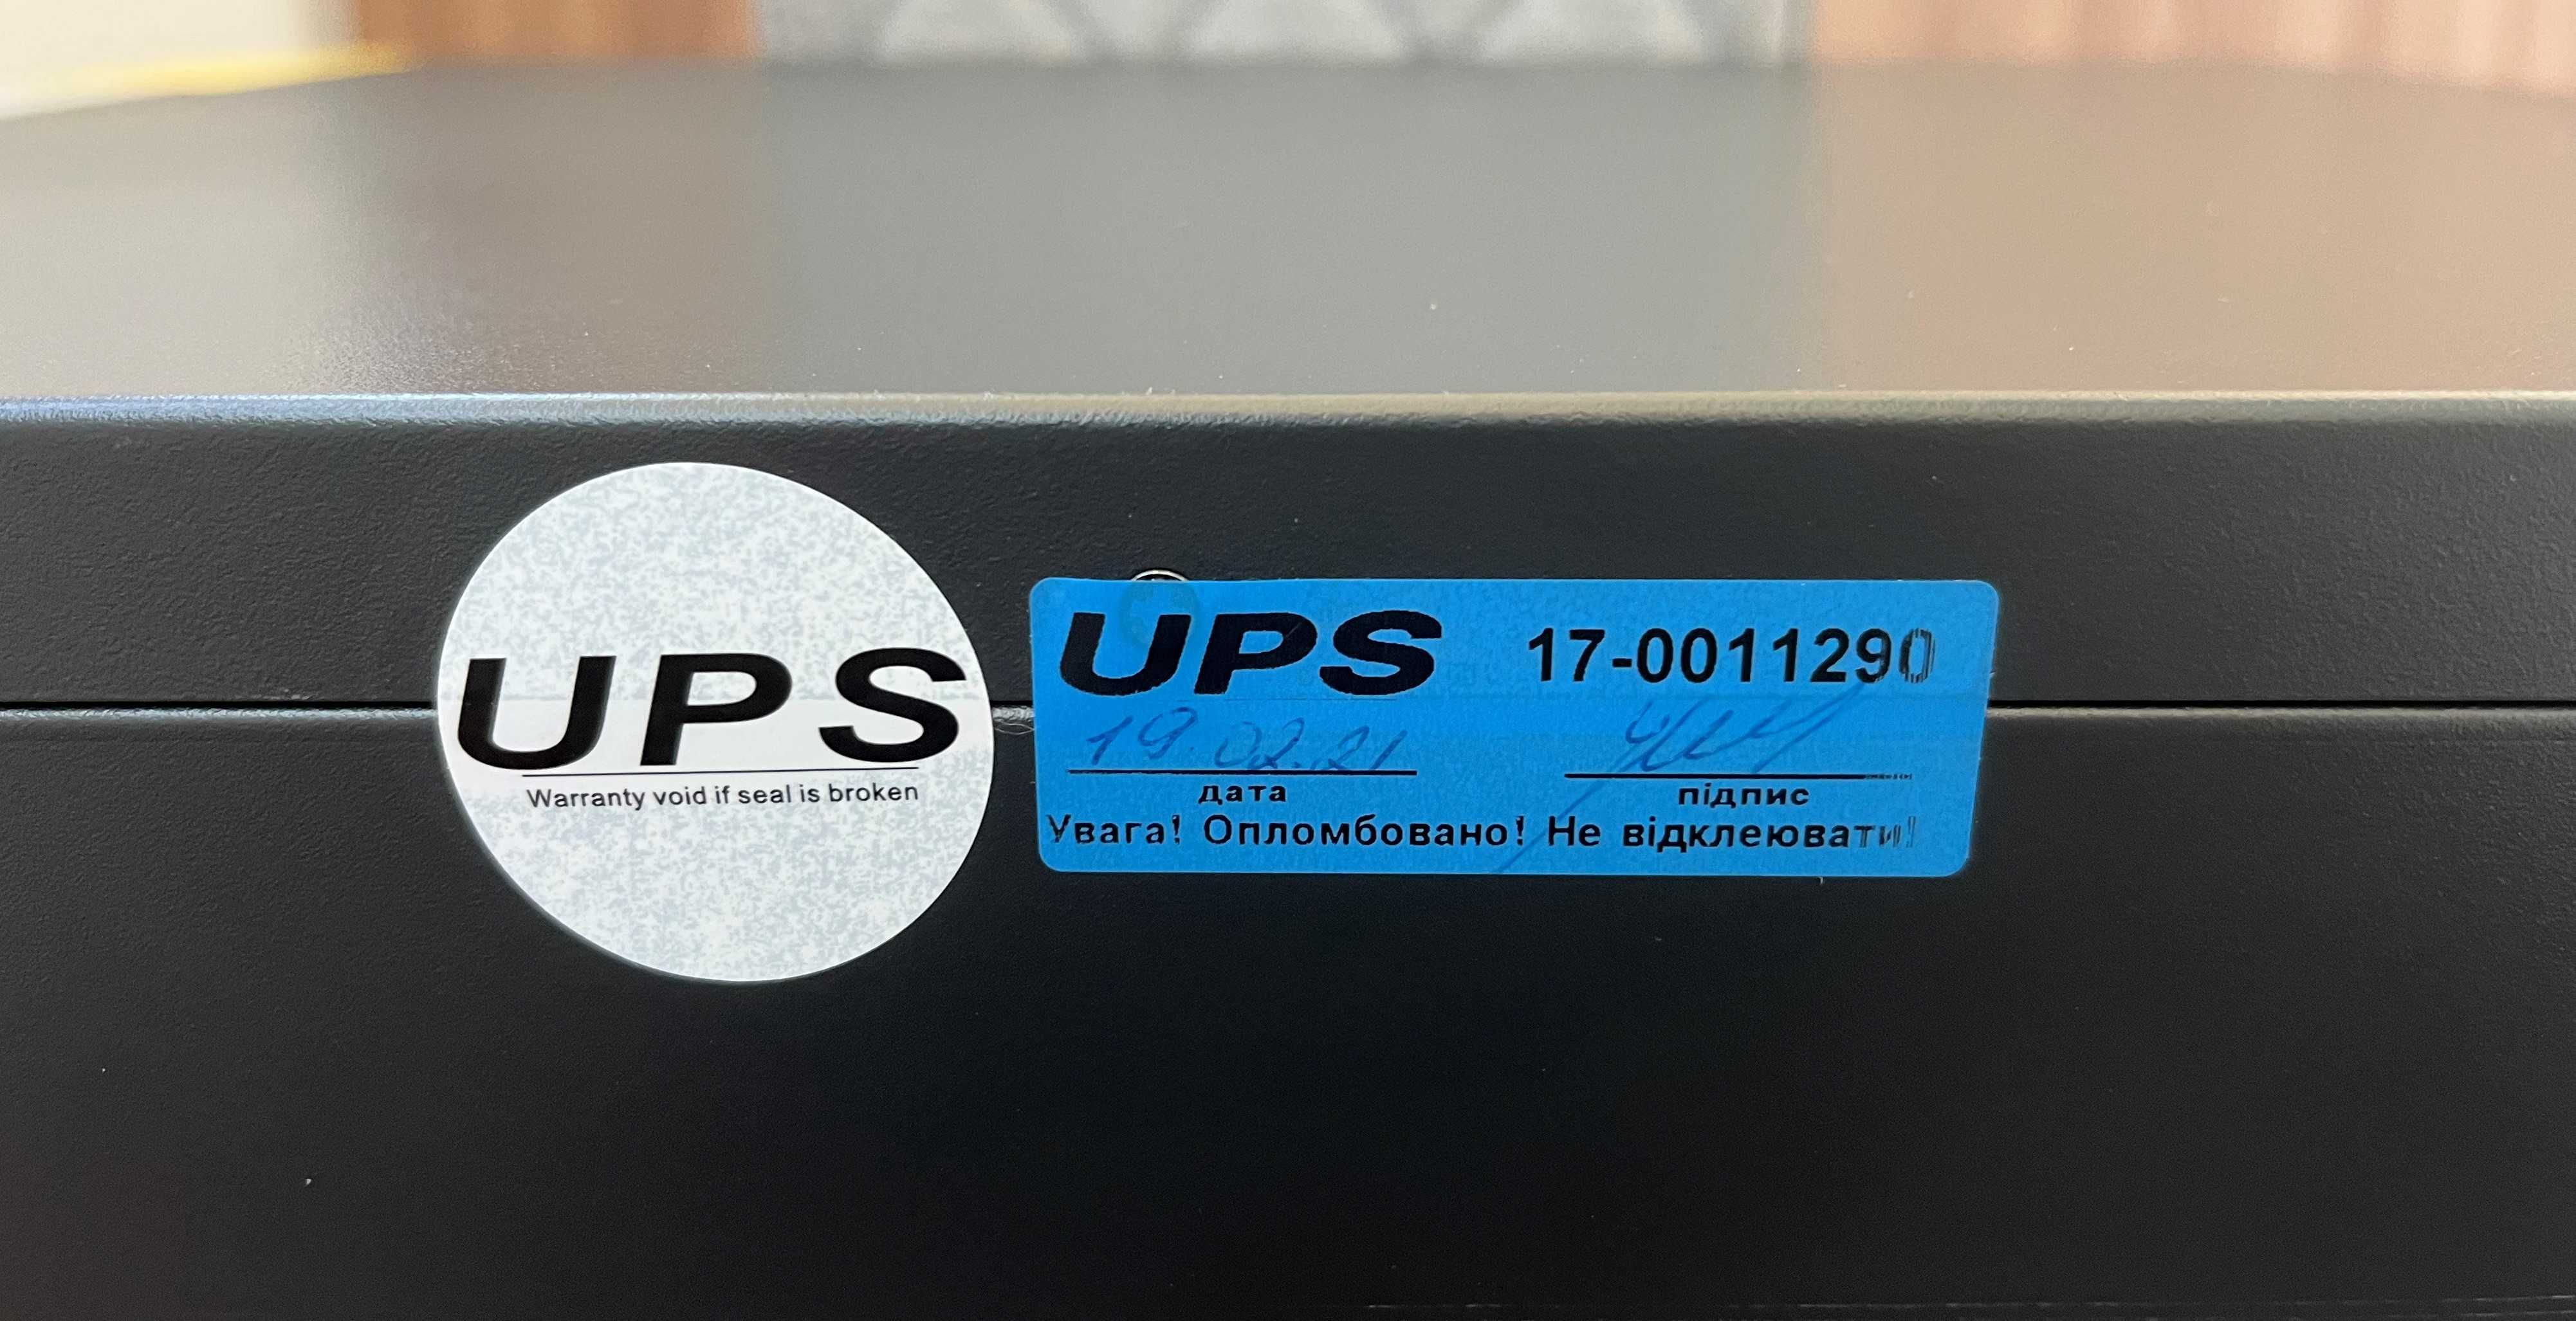 UPS
Warranty void if seal is broken
UPS 17-0011290
19.02.21
дата підпис
Увага! Опломбовано! Не відклеювати!